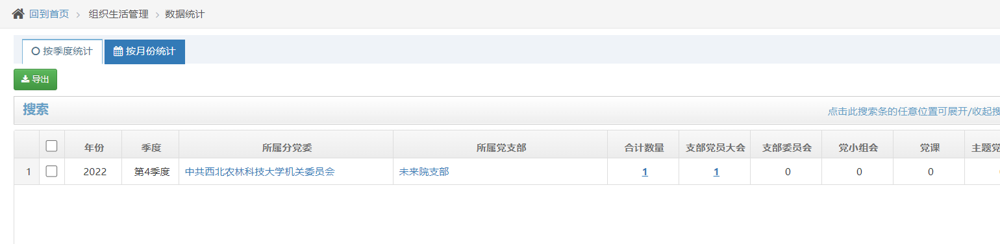 回到首页 > 组织生活管理 > 数据统计
按季度统计 按月份统计
导出
搜索 点击此搜索条的任意位置可展开/收起搜
年份 季度 所属分党委 所属党支部 合计数量 支部党员大会 支部委员会 党小组会 党课 主题党
1 2022 第4季度 中共西北农林科技大学机关委员会 未来院支部 1 1 0 0 0